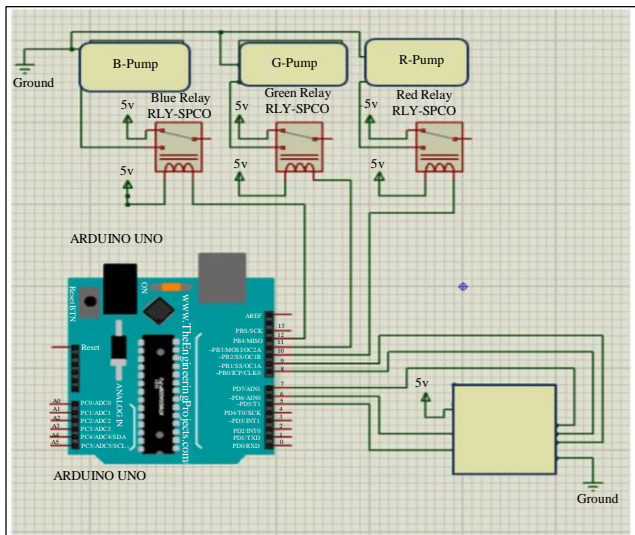 B-Pump
G-Pump
R-Pump
Ground
Blue Relay
RLY-SPCO
Green Relay
RLY-SPCO
Red Relay
RLY-SPCO
5v
5v
5v
5v
5v
5v
ARDUINO UNO
Reset BTN
ON
www.TheEngineeringProjects.com
AREF
13
PB5/SCK
12
PB4/MISO
11
~PB3/MOSI/OC2A
10
~PB2/SS/OC1B
9
~PB1/SS/OC1A
8
~PB0/ICP/CLK0
Reset
ANALOG IN
7
PD7/AIN1
6
~PD6/AIN0
5
~PD5/T1
4
PD4/T0/XCK
3
~PD3/INT1
2
PD2/INT0
1
PD1/TXD
0
PD0/RXD
A0
PC0/ADC0
A1
PC1/ADC1
A2
PC2/ADC2
A3
PC3/ADC3
A4
PC4/ADC4/SDA
A5
PC5/ADC5/SCL
5v
Ground
ARDUINO UNO